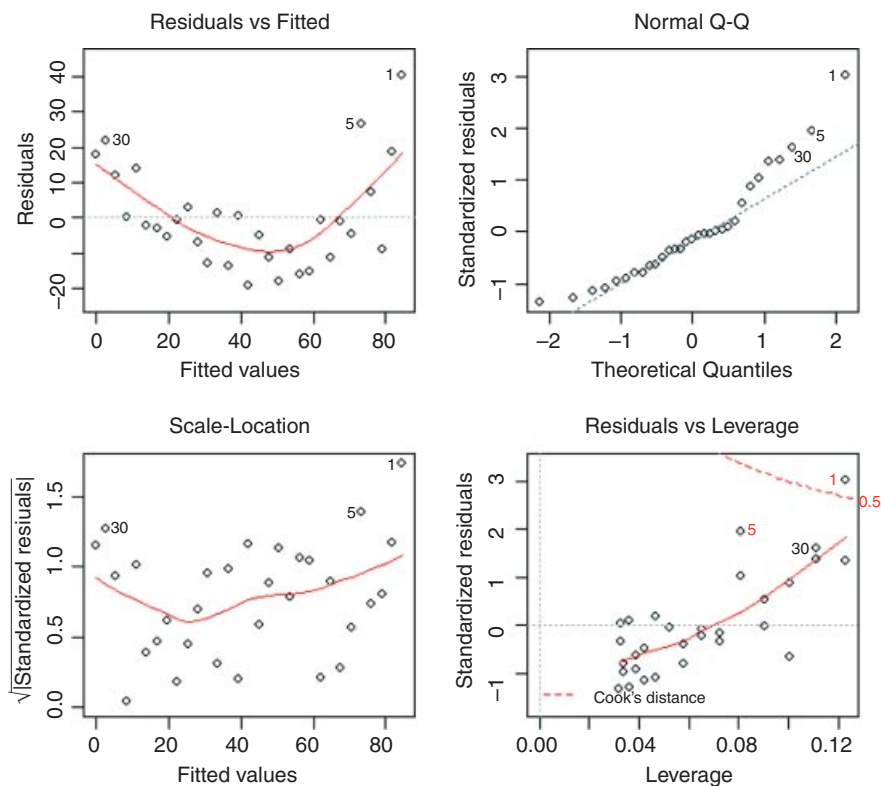 Residuals vs Fitted
Residuals
40
30
20
10
0
−20
1
5
30
0 20 40 60 80
Fitted values
Normal Q-Q
Standardized residuals
3
2
1
0
−1
1
5
30
−2 −1 0 1 2
Theoretical Quantiles
Scale-Location
√|Standardized resiuals|
1.5
1.0
0.5
0.0
1
5
30
0 20 40 60 80
Fitted values
Residuals vs Leverage
Standardized residuals
3
2
1
0
−1
1
0.5
5
30
Cook's distance
0.00 0.04 0.08 0.12
Leverage